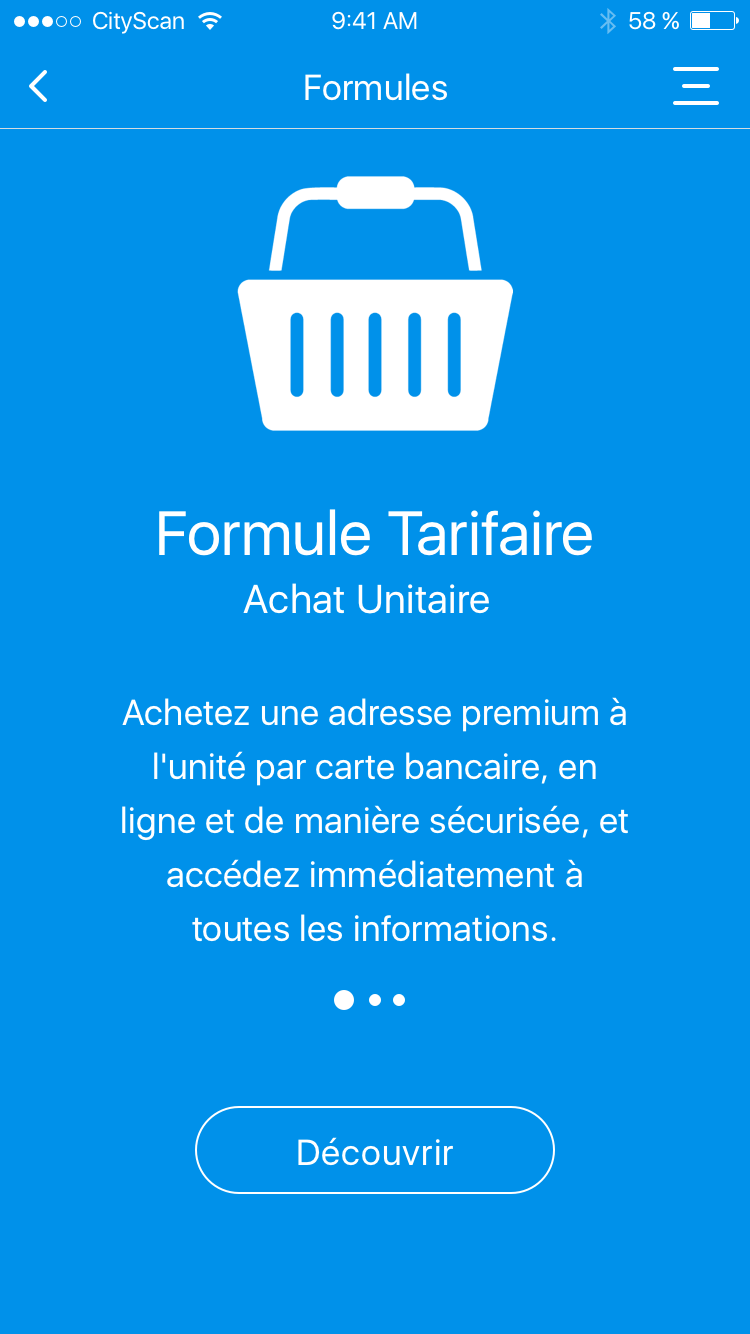 CityScan 9:41 AM 58 %
Formules
Formule Tarifaire
Achat Unitaire
Achetez une adresse premium à
l'unité par carte bancaire, en
ligne et de manière sécurisée, et
accédez immédiatement à
toutes les informations.
Découvrir